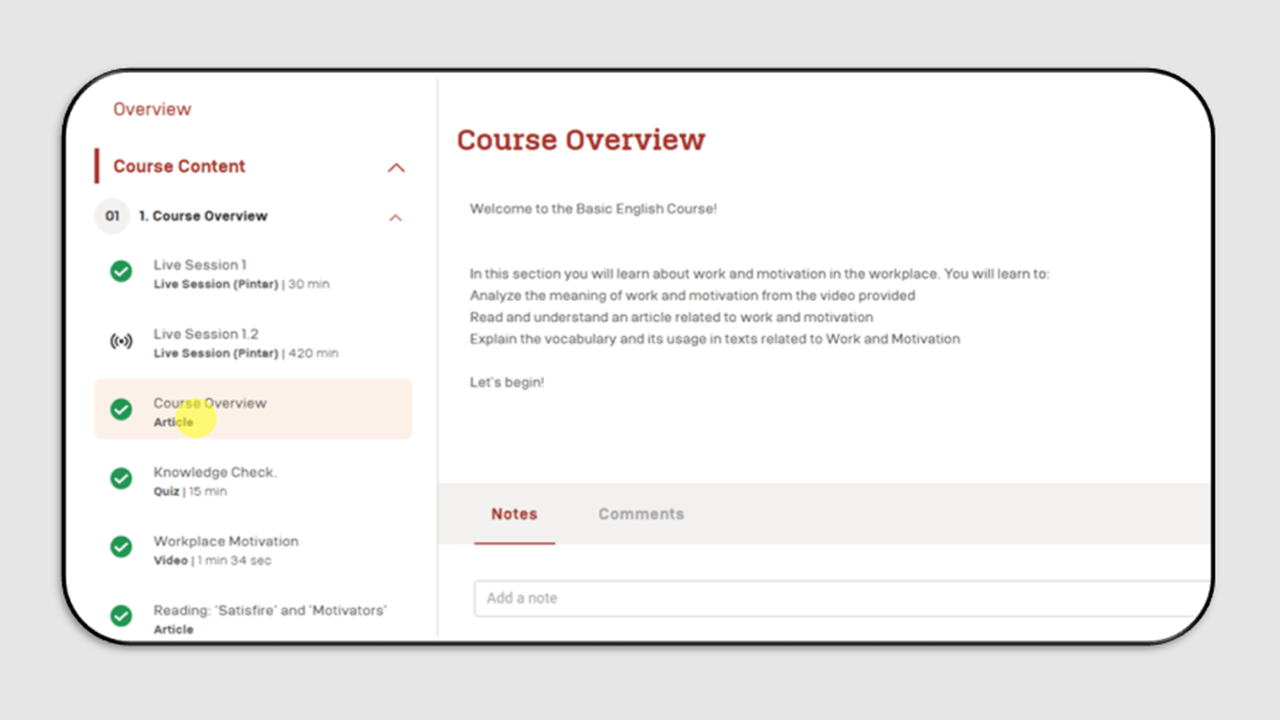 Overview
Course Content
01 1. Course Overview
Live Session 1
Live Session (Pintar) | 30 min
Live Session 1.2
Live Session (Pintar) | 420 min
Course Overview
Article
Knowledge Check.
Quiz | 15 min
Workplace Motivation
Video | 1 min 34 sec
Reading: 'Satisfire' and 'Motivators'
Article
Course Overview
Welcome to the Basic English Course!
In this section you will learn about work and motivation in the workplace. You will learn to:
Analyze the meaning of work and motivation from the video provided
Read and understand an article related to work and motivation
Explain the vocabulary and its usage in texts related to Work and Motivation
Let's begin!
Notes Comments
Add a note